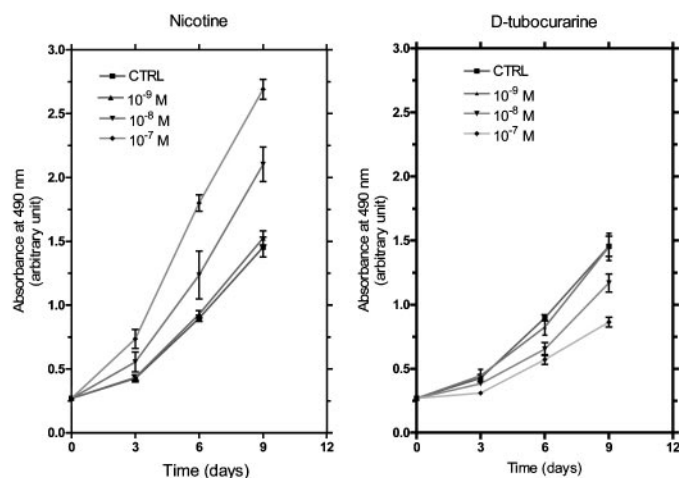 Nicotine
3.0
2.5
2.0
1.5
1.0
0.5
0.0
Absorbance at 490 nm
(arbitrary unit)
CTRL
10-9 M
10-8 M
10-7 M
0 3 6 9 12
Time (days)
D-tubocurarine
3.0
2.5
2.0
1.5
1.0
0.5
0.0
Absorbance at 490 nm
(arbitrary unit)
CTRL
10-9 M
10-8 M
10-7 M
0 3 6 9 12
Time (days)